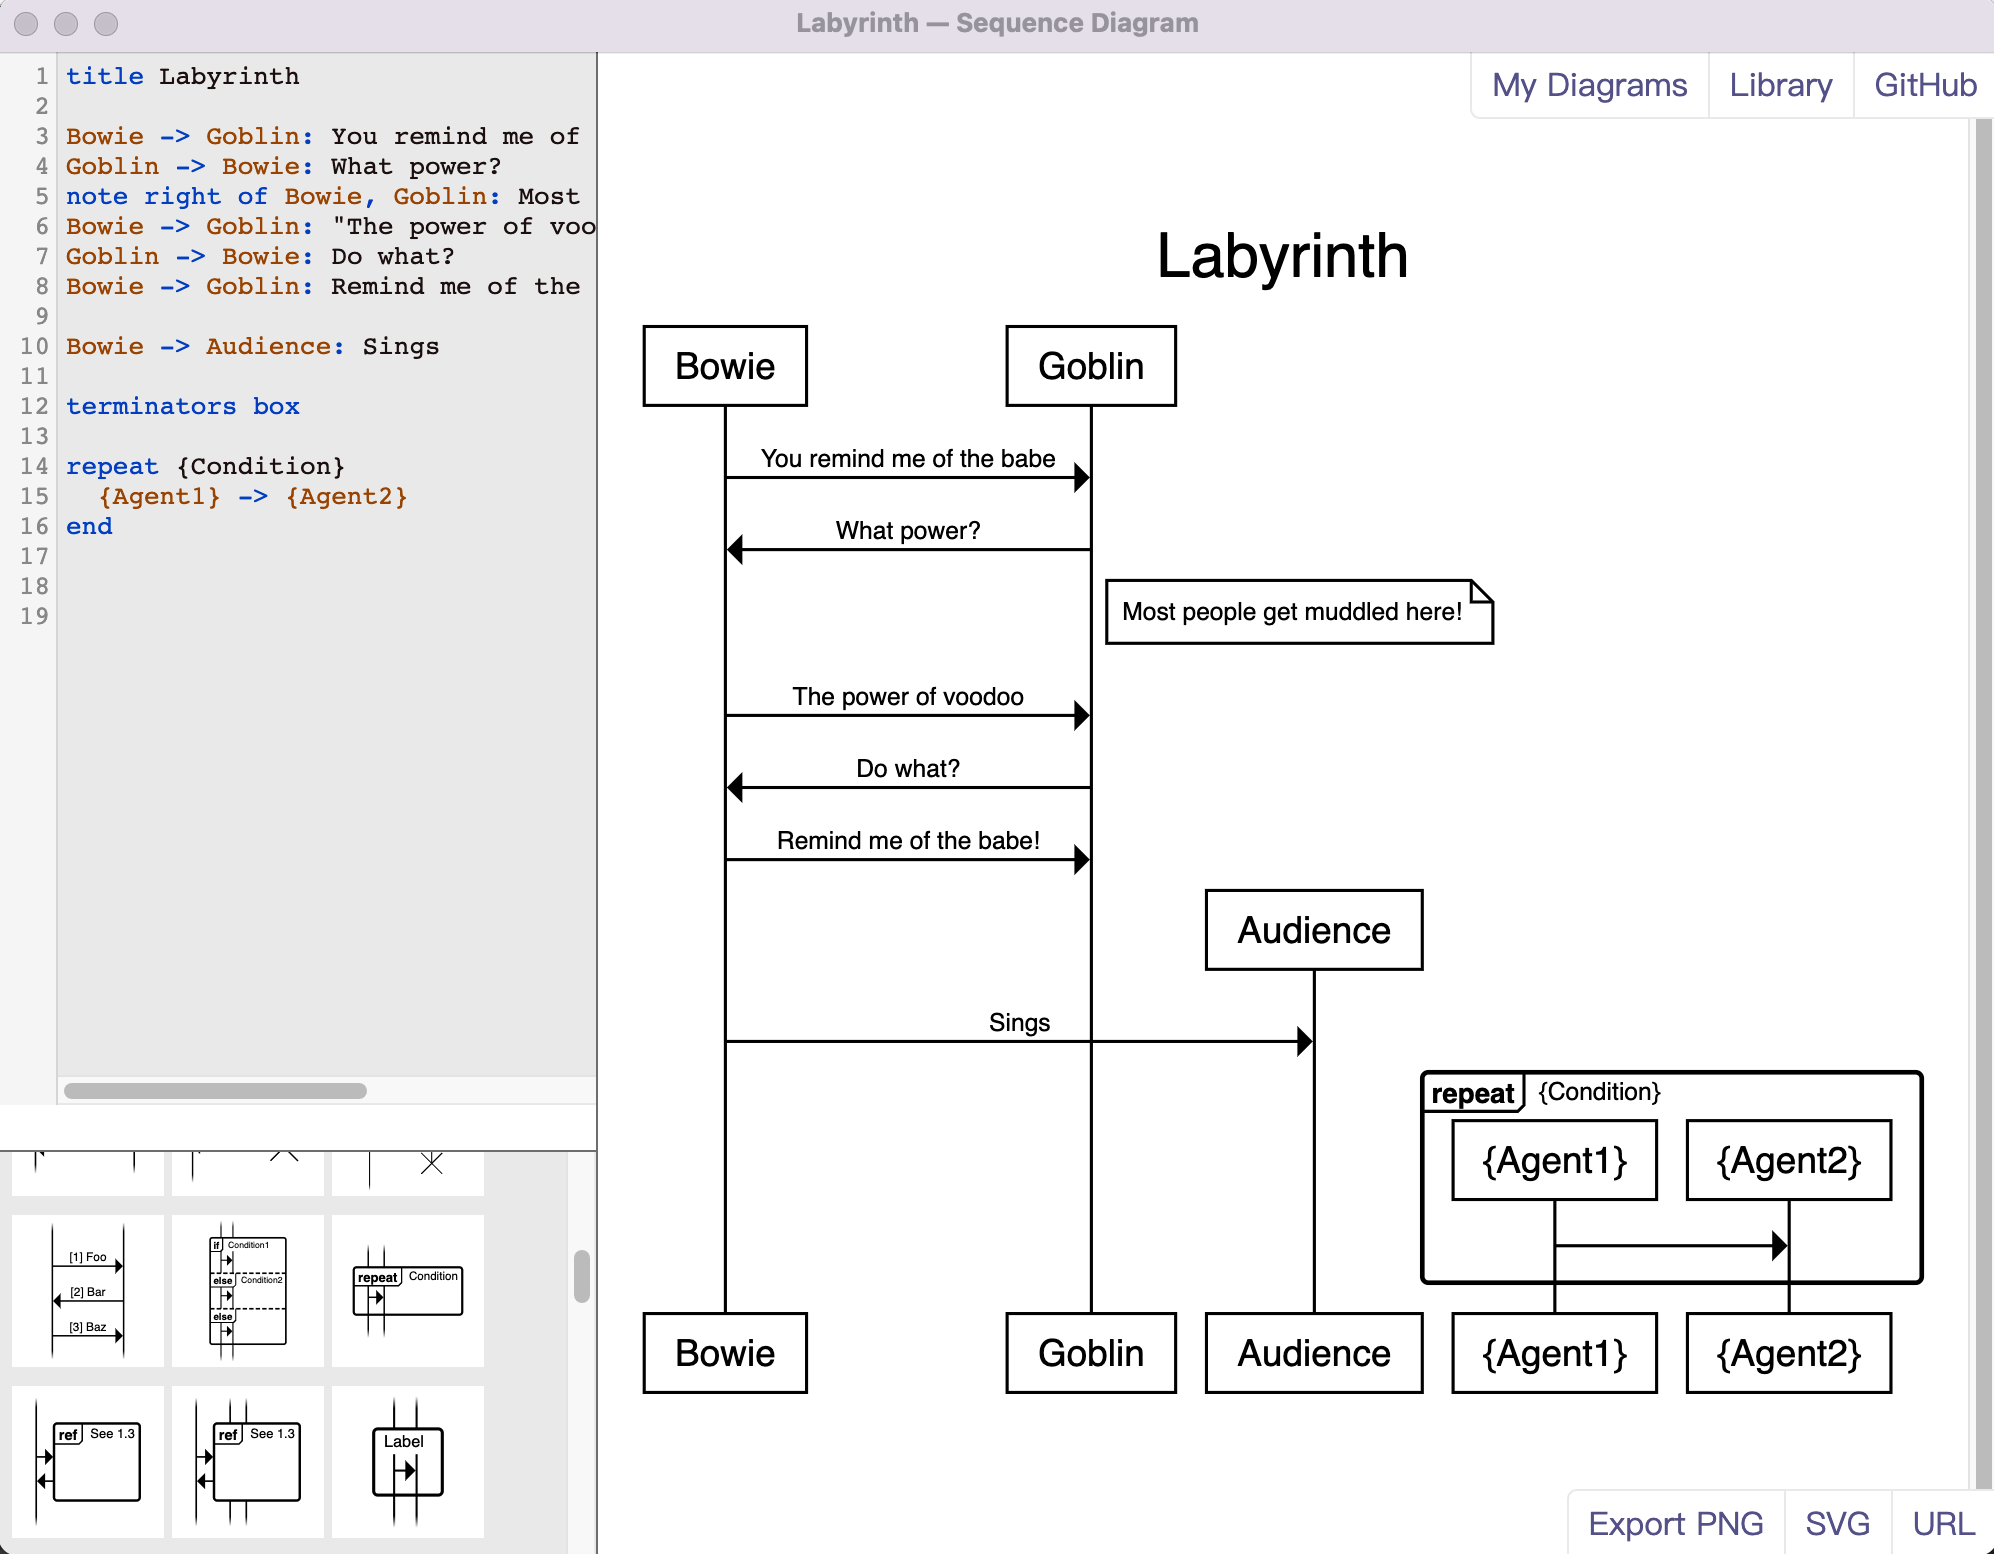 Labyrinth — Sequence Diagram
1 title Labyrinth
2
3 Bowie -> Goblin: You remind me of
4 Goblin -> Bowie: What power?
5 note right of Bowie, Goblin: Most
6 Bowie -> Goblin: "The power of voo
7 Goblin -> Bowie: Do what?
8 Bowie -> Goblin: Remind me of the
9
10 Bowie -> Audience: Sings
11
12 terminators box
13
14 repeat {Condition}
15 {Agent1} -> {Agent2}
16 end
17
18
19
[1] Foo
[2] Bar
[3] Baz
if Condition1
else Condition2
else
repeat Condition
ref See 1.3
ref See 1.3
Label
My Diagrams Library GitHub
Labyrinth
Bowie Goblin
You remind me of the babe
What power?
Most people get muddled here!
The power of voodoo
Do what?
Remind me of the babe!
Audience
Sings
repeat {Condition}
{Agent1} {Agent2}
Bowie Goblin Audience {Agent1} {Agent2}
Export PNG SVG URL